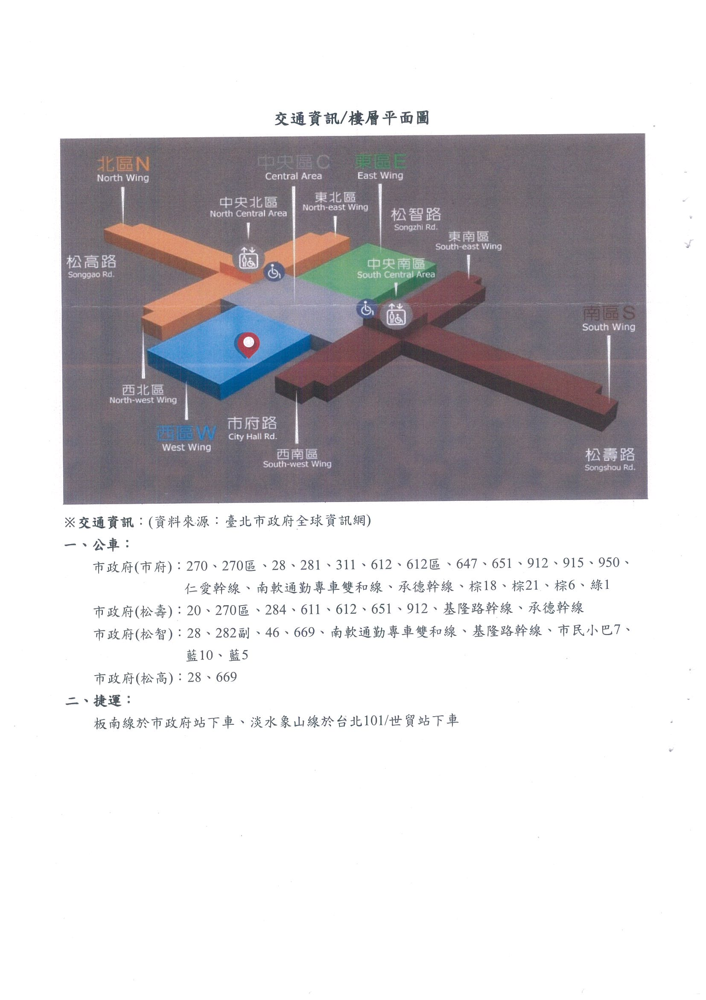 交通資訊/樓層平面圖
北區N
North Wing
中央區C
Central Area
東區E
East Wing
中央北區
North Central Area
東北區
North-east Wing
松智路
Songzhi Rd.
東南區
South-east Wing
松高路
Songgao Rd.
中央南區
South Central Area
南區S
South Wing
西北區
North-west Wing
西區W
West Wing
市府路
City Hall Rd.
西南區
South-west Wing
松壽路
Songshou Rd.
※交通資訊：(資料來源：臺北市政府全球資訊網)
一、公車：
市政府(市府)：270、270區、28、281、311、612、612區、647、651、912、915、950、
仁愛幹線、南軟通勤專車雙和線、承德幹線、棕18、棕21、棕6、綠1
市政府(松壽)：20、270區、284、611、612、651、912、基隆路幹線、承德幹線
市政府(松智)：28、282副、46、669、南軟通勤專車雙和線、基隆路幹線、市民小巴7、
藍10、藍5
市政府(松高)：28、669
二、捷運：
板南線於市政府站下車、淡水象山線於台北101/世貿站下車